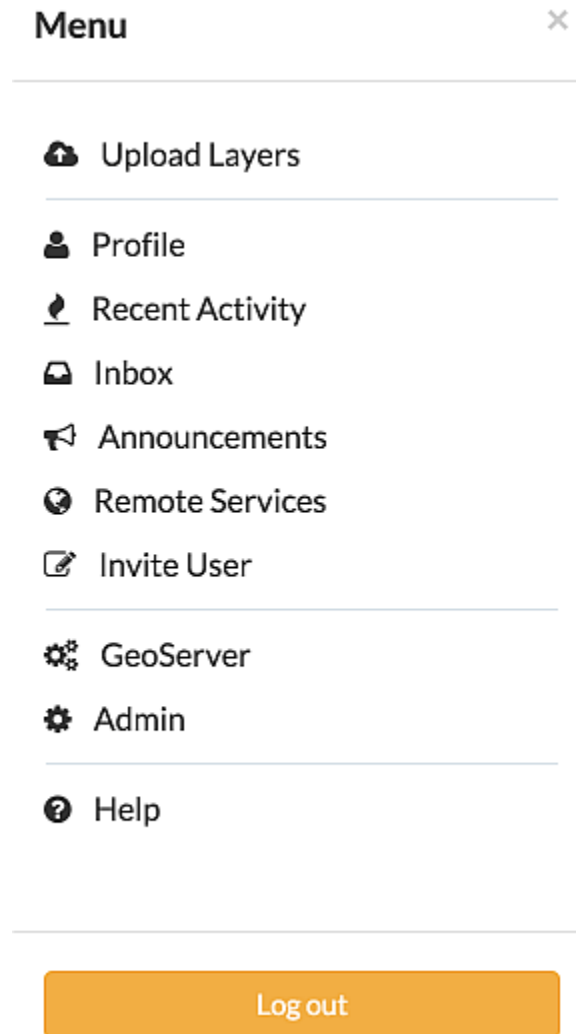 Menu
Upload Layers
Profile
Recent Activity
Inbox
Announcements
Remote Services
Invite User
GeoServer
Admin
Help
Log out